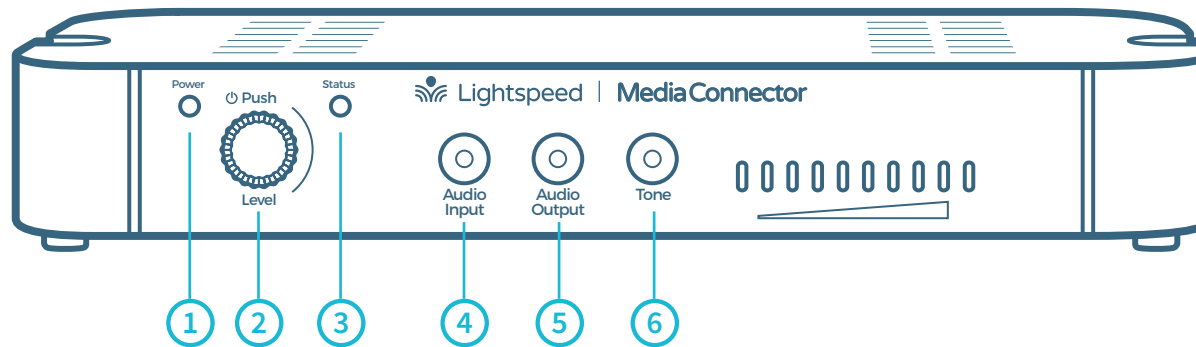 Power
Push
Status
Lightspeed | MediaConnector
Level
Audio
Input
Audio
Output
Tone
1
2
3
4
5
6